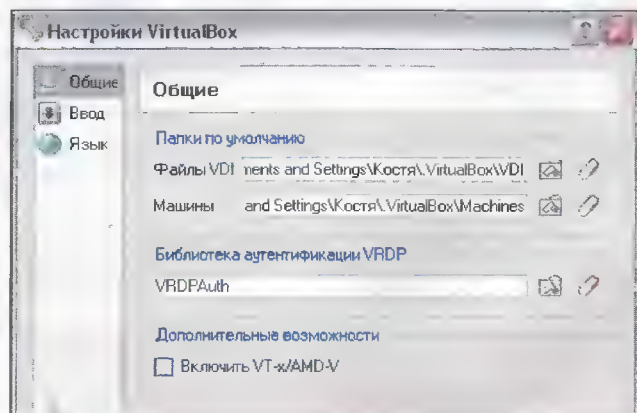 Настройки VirtualBox
Общие
Ввод
Язык
Общие
Папки по умолчанию
Файлы VDI ments and Settings\Костя\.VirtualBox\VDI
Машины and Settings\Костя\.VirtualBox\Machines
Библиотека аутентификации VRDP
VRDPAuth
Дополнительные возможности
Включить VT-x/AMD-V